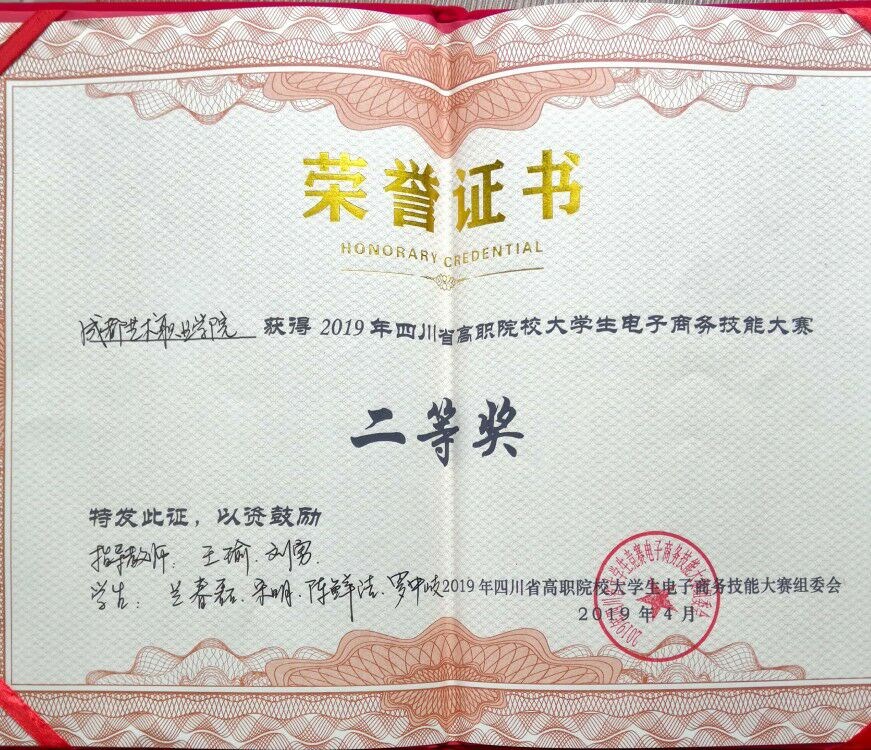 荣誉证书
HONORARY CREDENTIAL
成都艺术职业学院 获得 2019 年四川省高职院校大学生电子商务技能大赛
二等奖
特发此证，以资鼓励
指导教师：王瑜、刘勇
学生：兰春磊、宋明、陈鲜洁、罗中
2019 年四川省高职院校大学生电子商务技能大赛组委会
2019 年 4 月